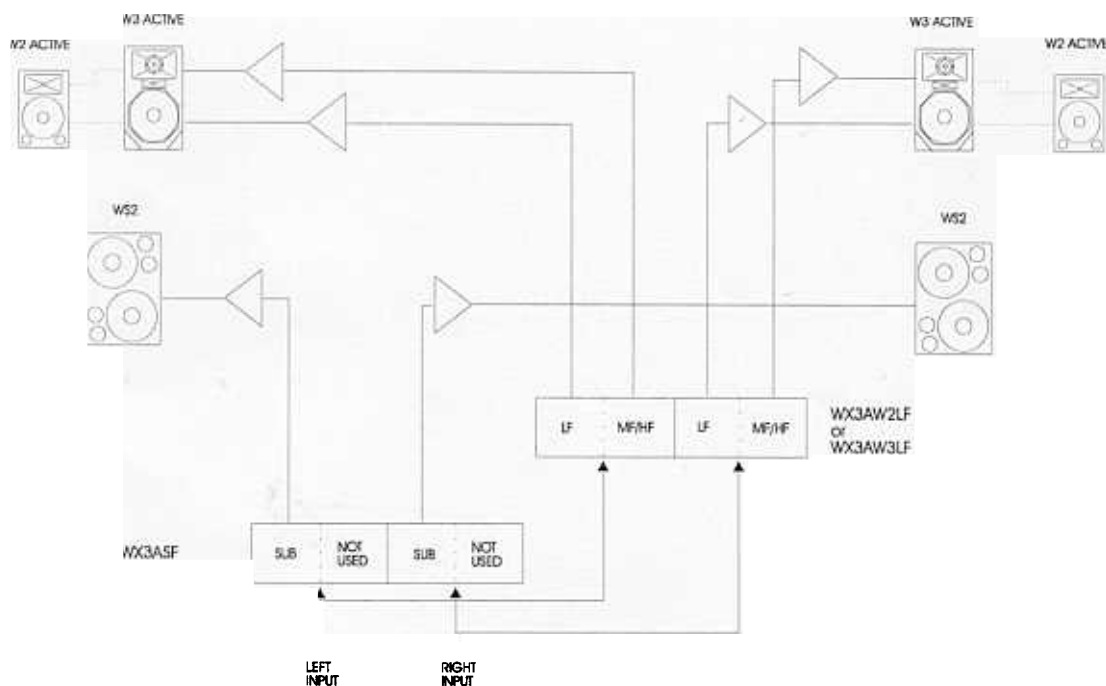 W3 ACTIVE
W3 ACTIVE
W2 ACTIVE
W2 ACTIVE
WS2
WS2
LF
MF/HF
LF
MF/HF
WX3AW2LF
or
WX3AW3LF
WX3ASF
SUB
NOT
USED
SUB
NOT
USED
LEFT
INPUT
RIGHT
INPUT